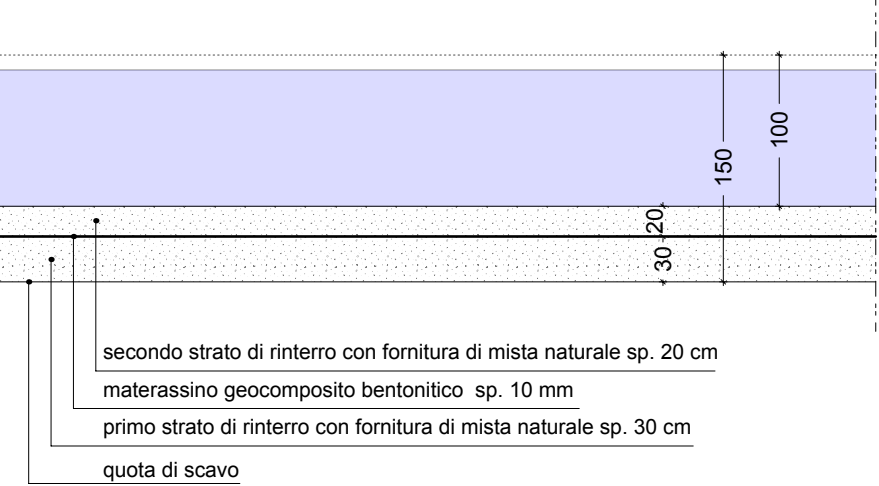 100
150
20
30
secondo strato di rinterro con fornitura di mista naturale sp. 20 cm
materassino geocomposito bentonitico sp. 10 mm
primo strato di rinterro con fornitura di mista naturale sp. 30 cm
quota di scavo